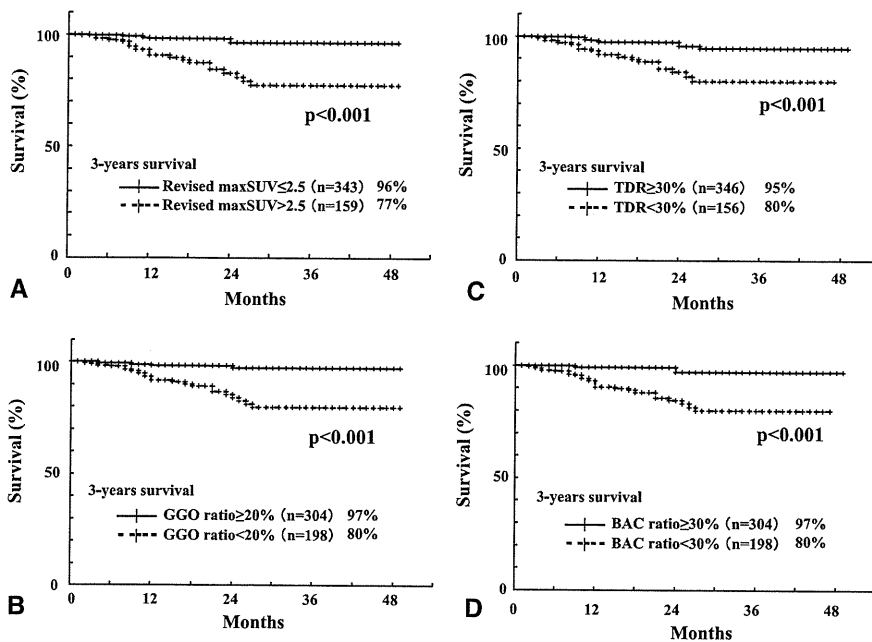 100
50
0
Survival (%)
p<0.001
3-years survival
Revised maxSUV≤2.5 (n=343) 96%
Revised maxSUV>2.5 (n=159) 77%
0 12 24 36 48
Months
A
100
50
0
Survival (%)
p<0.001
3-years survival
TDR≥30% (n=346) 95%
TDR<30% (n=156) 80%
0 12 24 36 48
Months
C
100
50
0
Survival (%)
p<0.001
3-years survival
GGO ratio≥20% (n=304) 97%
GGO ratio<20% (n=198) 80%
0 12 24 36 48
Months
B
100
50
0
Survival (%)
p<0.001
3-years survival
BAC ratio≥30% (n=304) 97%
BAC ratio<30% (n=198) 80%
0 12 24 36 48
Months
D